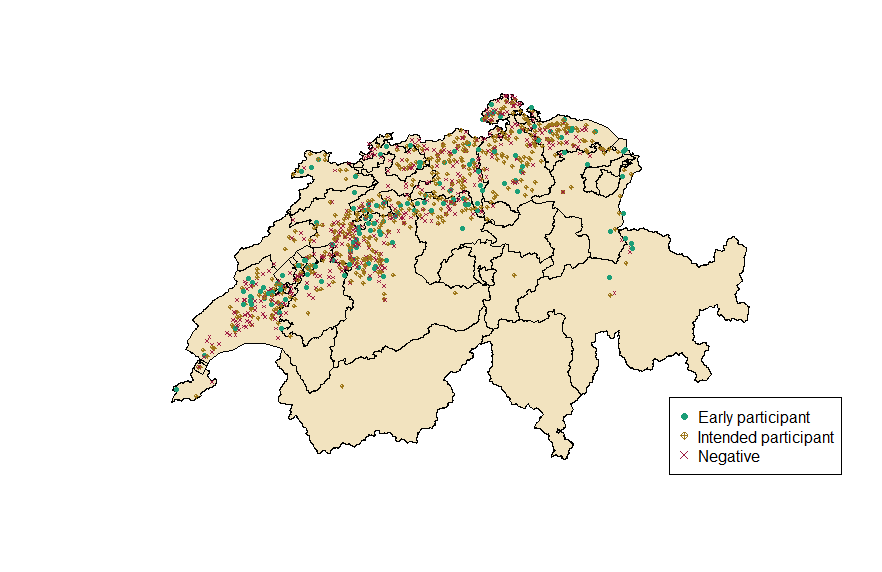 Early participant
Intended participant
Negative